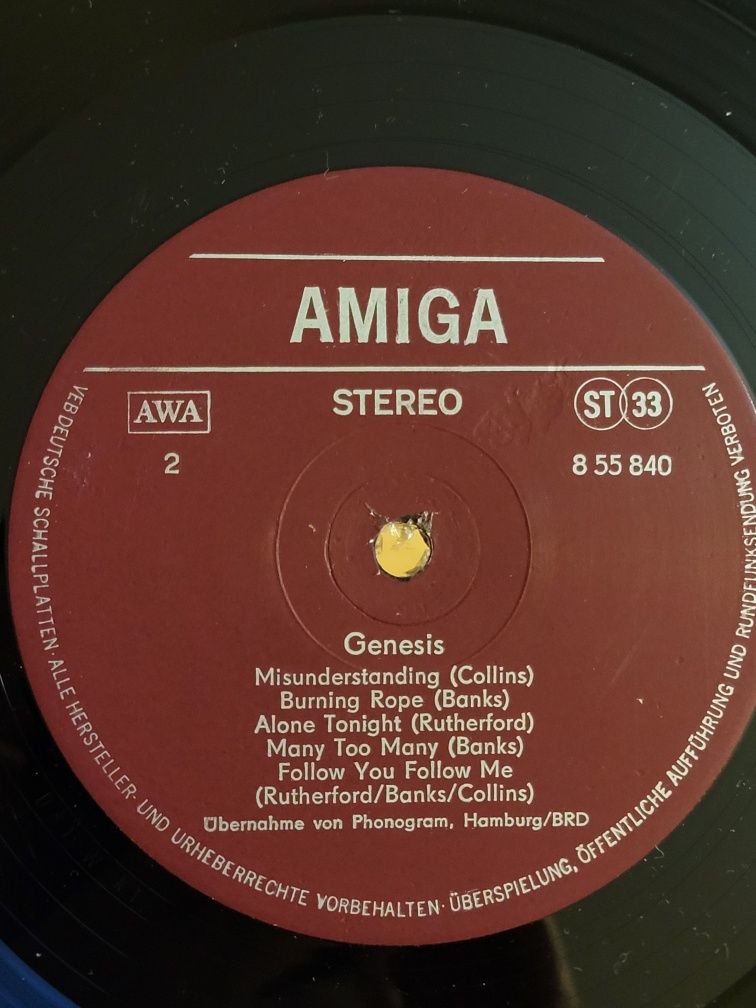 AMIGA
AWA
STEREO
ST 33
2
8 55 840
Genesis
Misunderstanding (Collins)
Burning Rope (Banks)
Alone Tonight (Rutherford)
Many Too Many (Banks)
Follow You Follow Me
(Rutherford/Banks/Collins)
Übernahme von Phonogram, Hamburg/BRD
VEB DEUTSCHE SCHALLPLATTEN · ALLE HERSTELLER- UND URHEBERRECHTE VORBEHALTEN · ÜBERSPIELUNG, ÖFFENTLICHE AUFFÜHRUNG UND RUNDFUNKSENDUNG VERBOTEN